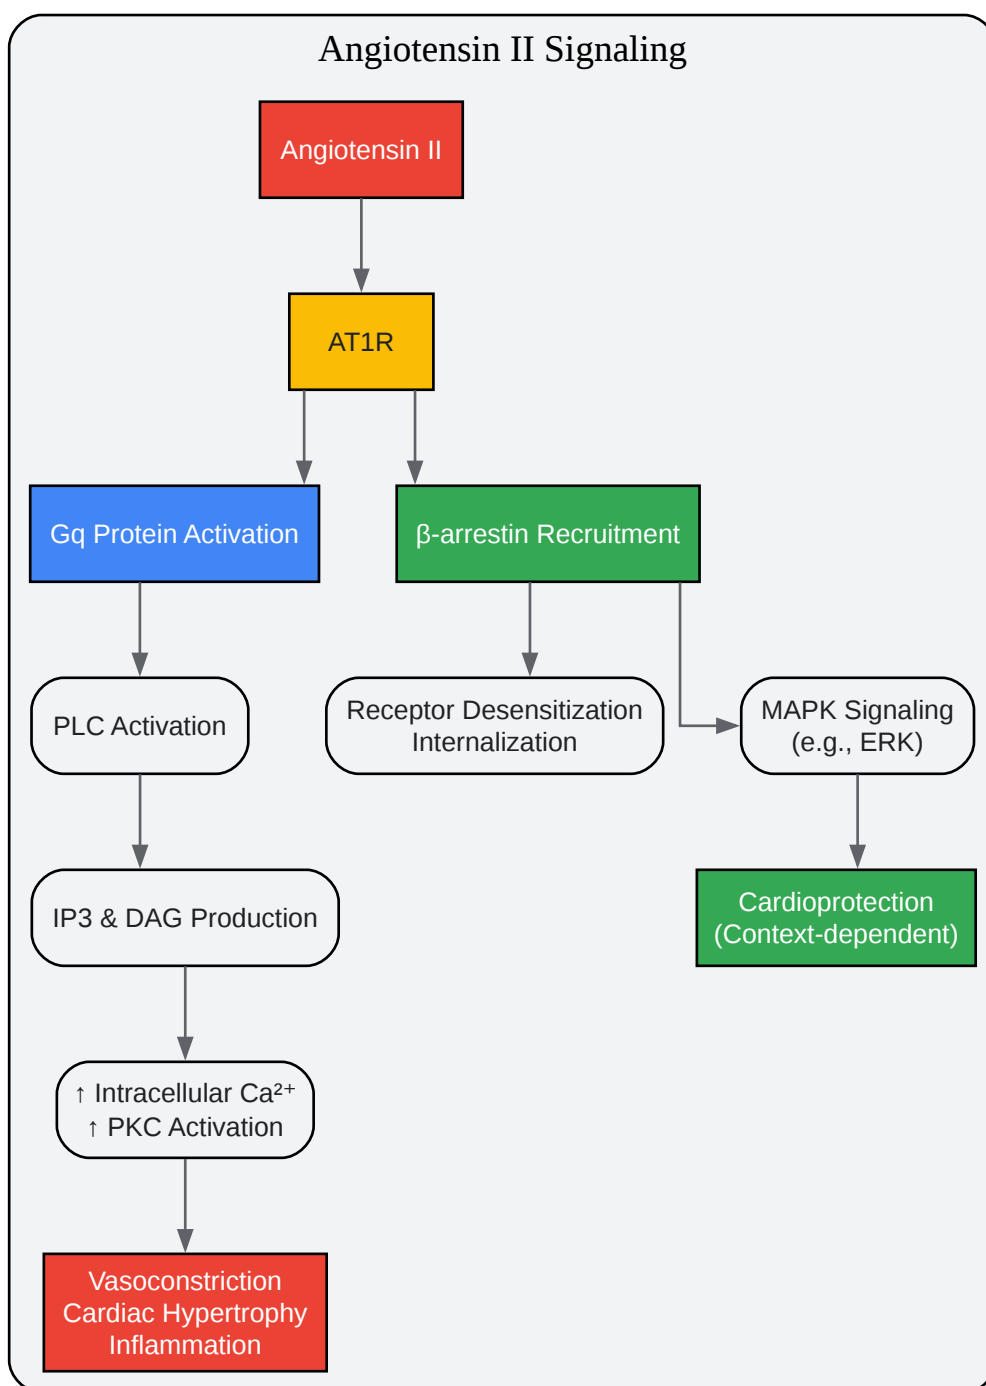 Angiotensin II Signaling
Angiotensin II
AT1R
Gq Protein Activation
β-arrestin Recruitment
PLC Activation
Receptor Desensitization
Internalization
MAPK Signaling
(e.g., ERK)
IP3 & DAG Production
Cardioprotection
(Context-dependent)
↑ Intracellular Ca²⁺
↑ PKC Activation
Vasoconstriction
Cardiac Hypertrophy
Inflammation